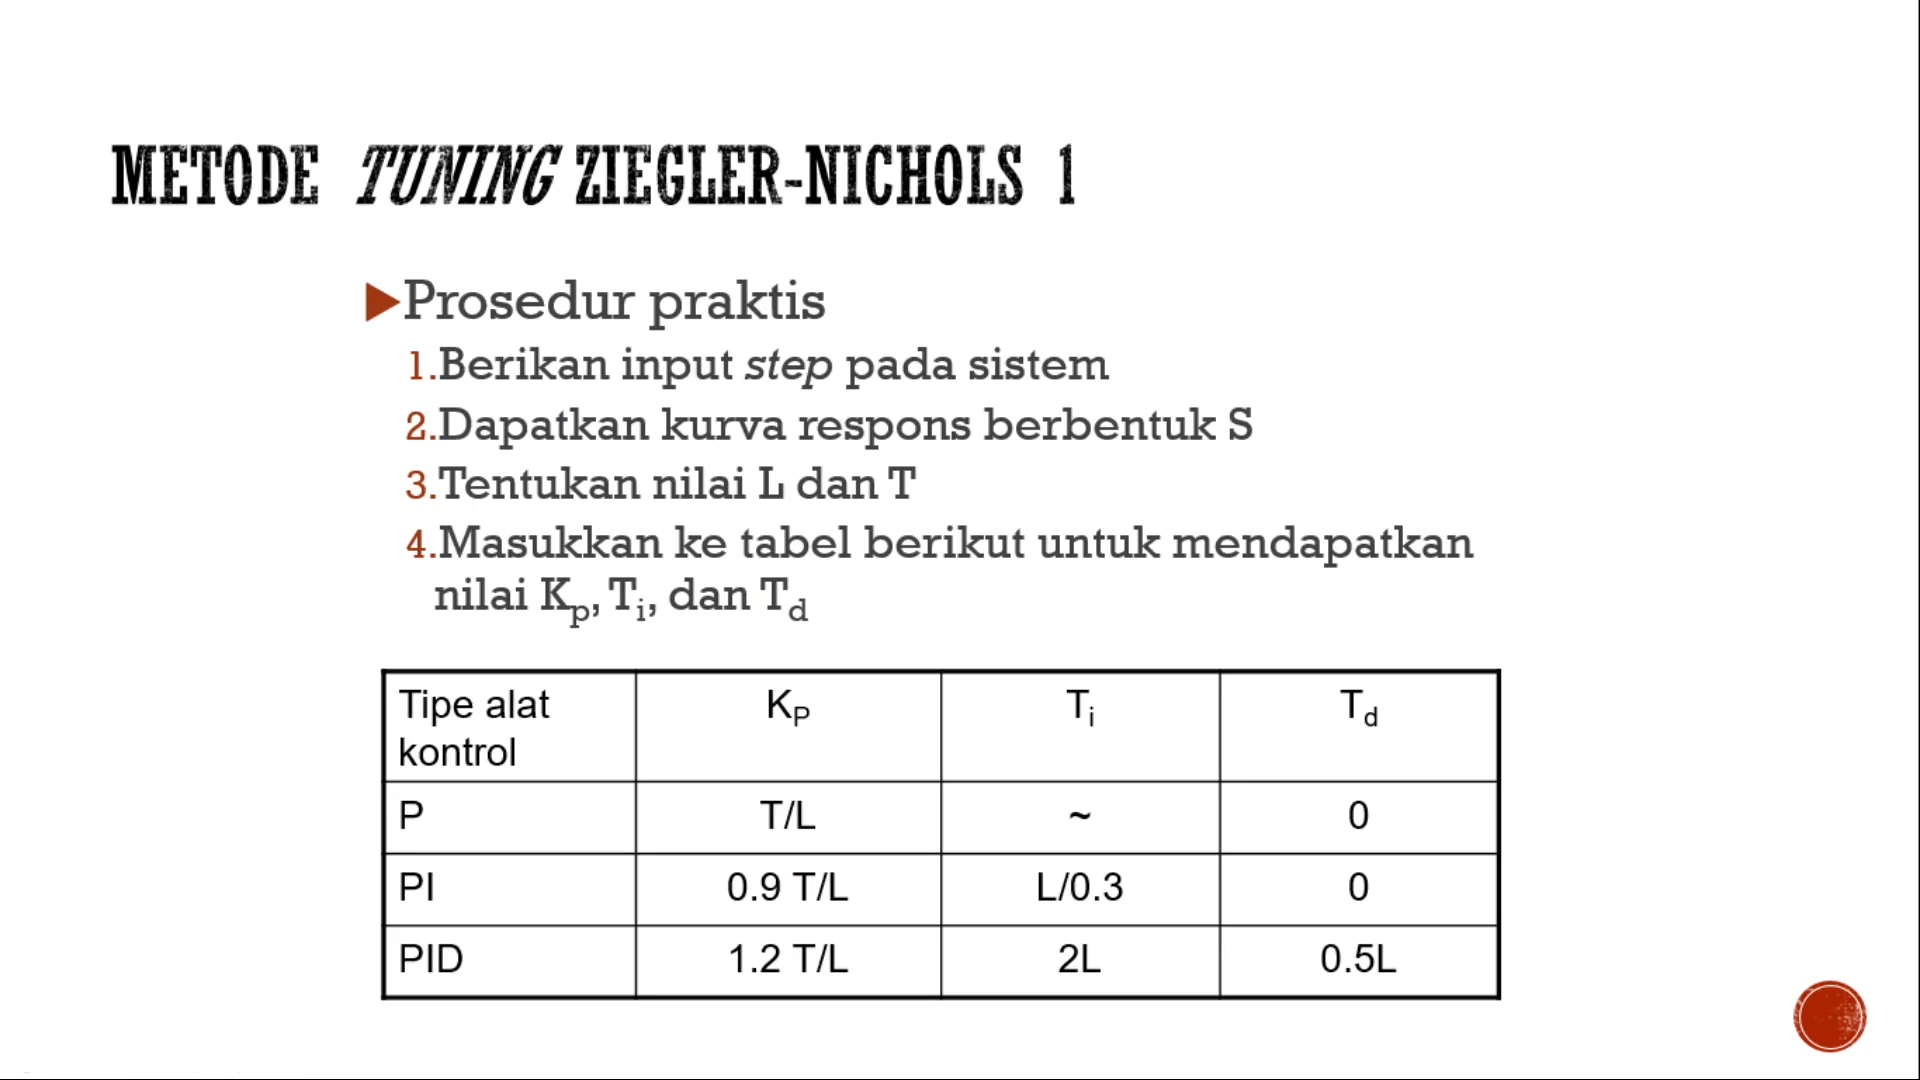 METODE TUNING ZIEGLER-NICHOLS 1
Prosedur praktis
1.Berikan input step pada sistem
2.Dapatkan kurva respons berbentuk S
3.Tentukan nilai L dan T
4.Masukkan ke tabel berikut untuk mendapatkan
nilai Kp, Ti, dan Td
Tipe alat kontrol KP Ti Td
P T/L ~ 0
PI 0.9 T/L L/0.3 0
PID 1.2 T/L 2L 0.5L